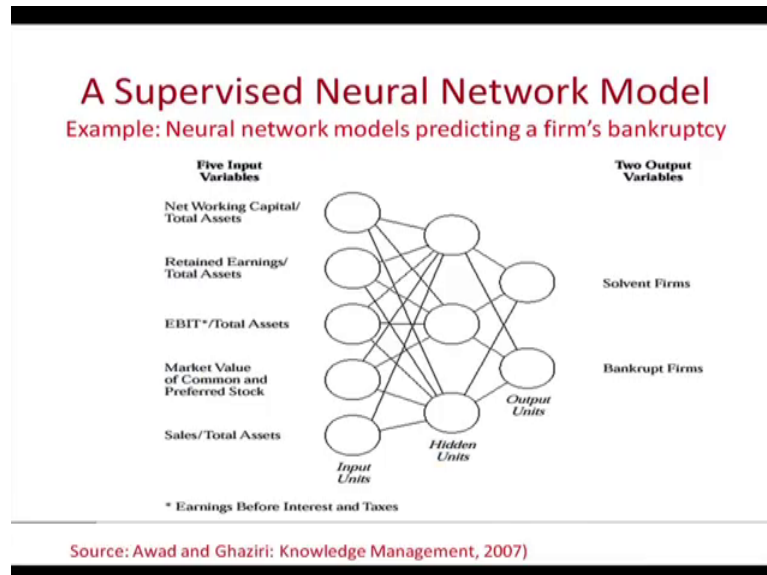 A Supervised Neural Network Model
Example: Neural network models predicting a firm's bankruptcy
Five Input
Variables
Two Output
Variables
Net Working Capital/
Total Assets
Retained Earnings/
Total Assets
Solvent Firms
EBIT*/Total Assets
Market Value
of Common and
Preferred Stock
Bankrupt Firms
Output
Units
Sales/Total Assets
Hidden
Units
Input
Units
* Earnings Before Interest and Taxes
Source: Awad and Ghaziri: Knowledge Management, 2007)